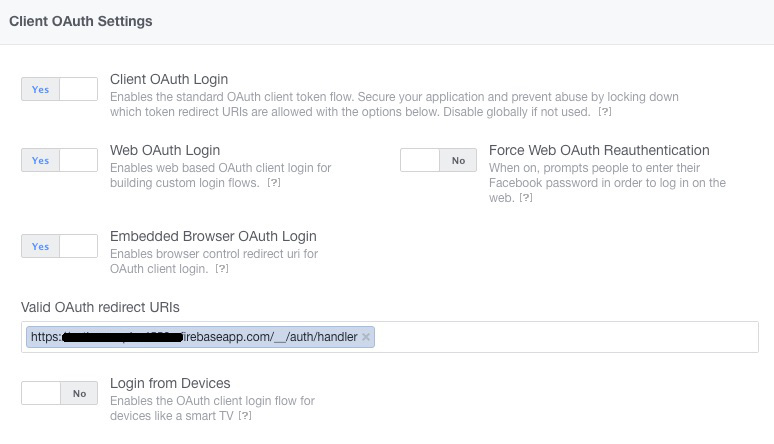 Client OAuth Settings
Yes
Client OAuth Login
Enables the standard OAuth client token flow. Secure your application and prevent abuse by locking down
which token redirect URIs are allowed with the options below. Disable globally if not used. [?]
Yes
Web OAuth Login
Enables web based OAuth client login for
building custom login flows. [?]
No
Force Web OAuth Reauthentication
When on, prompts people to enter their
Facebook password in order to log in on the
web. [?]
Yes
Embedded Browser OAuth Login
Enables browser control redirect uri for
OAuth client login. [?]
Valid OAuth redirect URIs
https: firebaseapp.com/__/auth/handler ×
No
Login from Devices
Enables the OAuth client login flow for
devices like a smart TV [?]